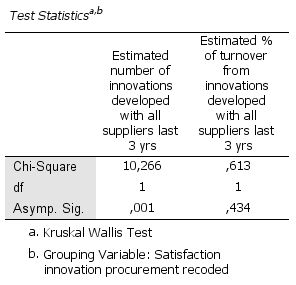 Test Statistics a,b
Estimated number of innovations developed with all suppliers last 3 yrs
Estimated % of turnover from innovations developed with all suppliers last 3 yrs
Chi-Square 10,266 ,613
df 1 1
Asymp. Sig. ,001 ,434
a. Kruskal Wallis Test
b. Grouping Variable: Satisfaction
innovation procurement recoded